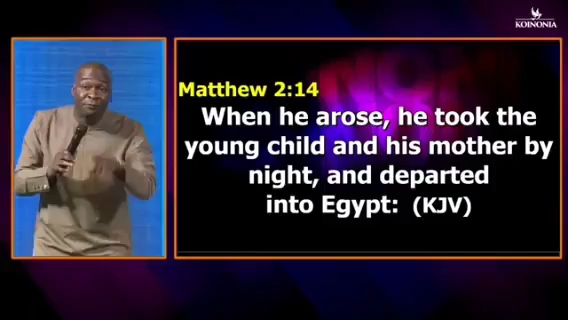 KOINONIA
Matthew 2:14
When he arose, he took the
young child and his mother by
night, and departed
into Egypt: (KJV)